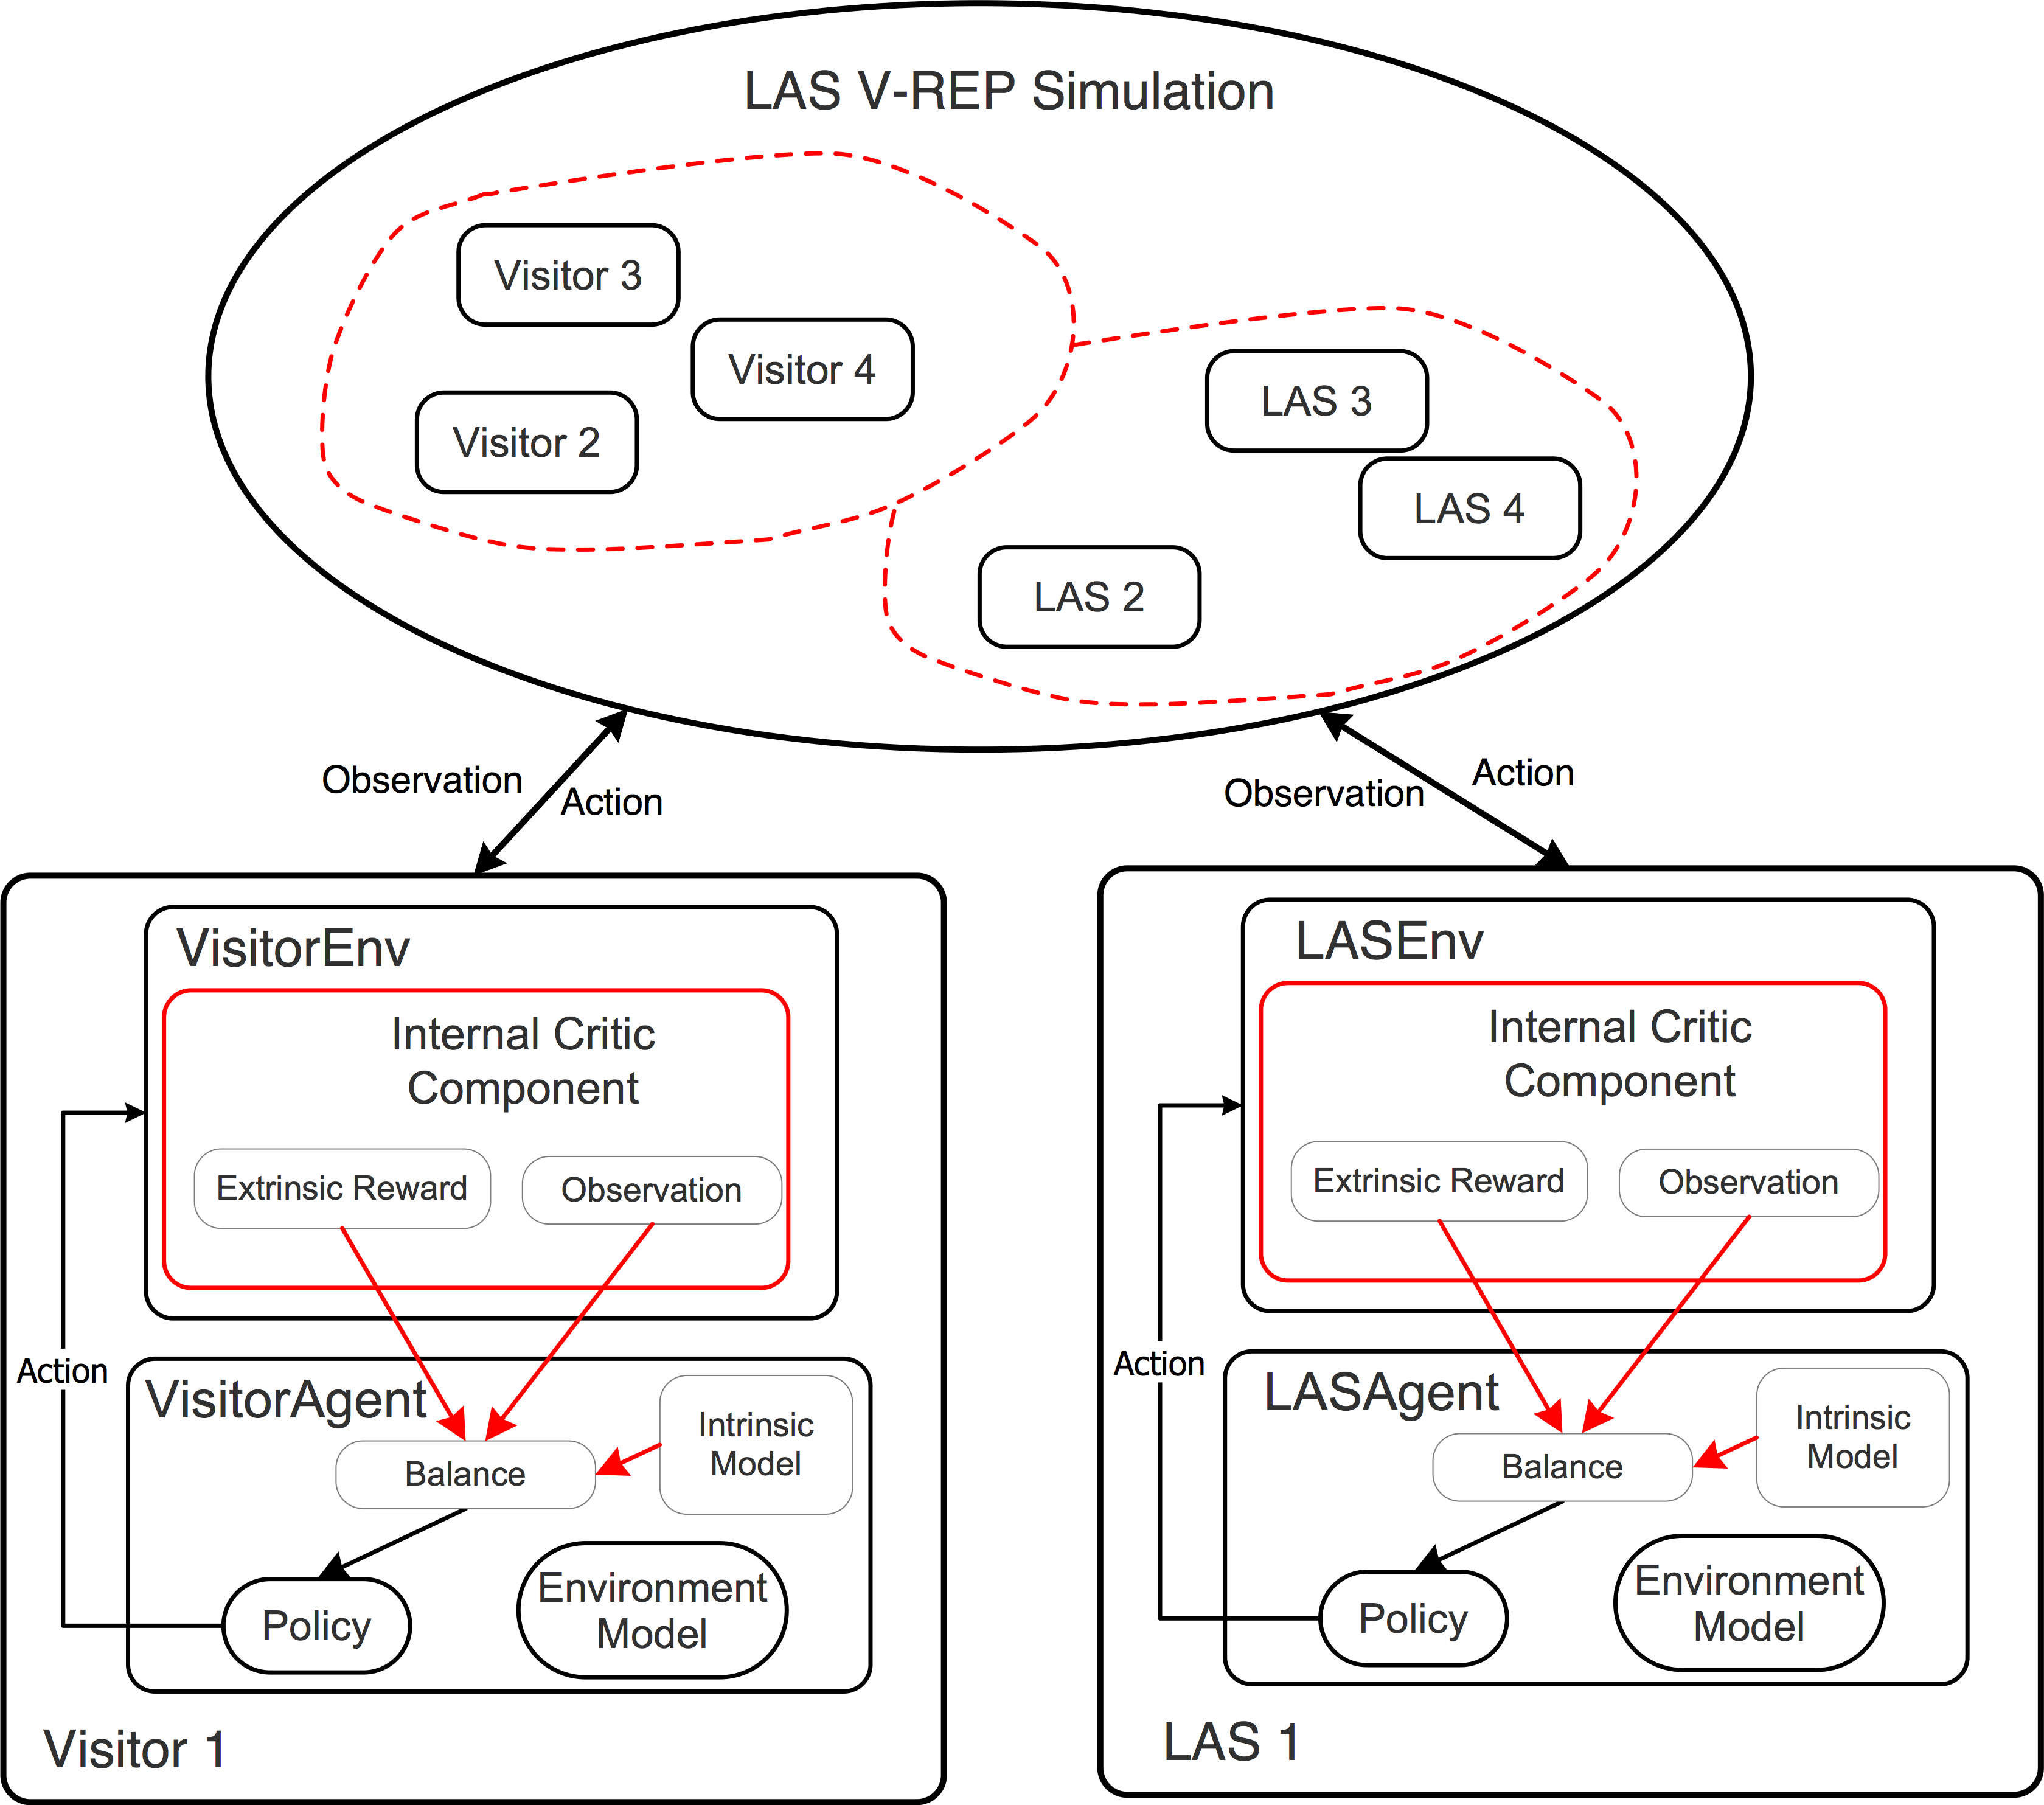 LAS V-REP Simulation
Visitor 3
Visitor 4
Visitor 2
LAS 3
LAS 4
LAS 2
Observation
Action
Observation
Action
VisitorEnv
Internal Critic
Component
Extrinsic Reward
Observation
Action
VisitorAgent
Intrinsic
Model
Balance
Policy
Environment
Model
Visitor 1
LASEnv
Internal Critic
Component
Extrinsic Reward
Observation
Action
LASAgent
Intrinsic
Model
Balance
Policy
Environment
Model
LAS 1